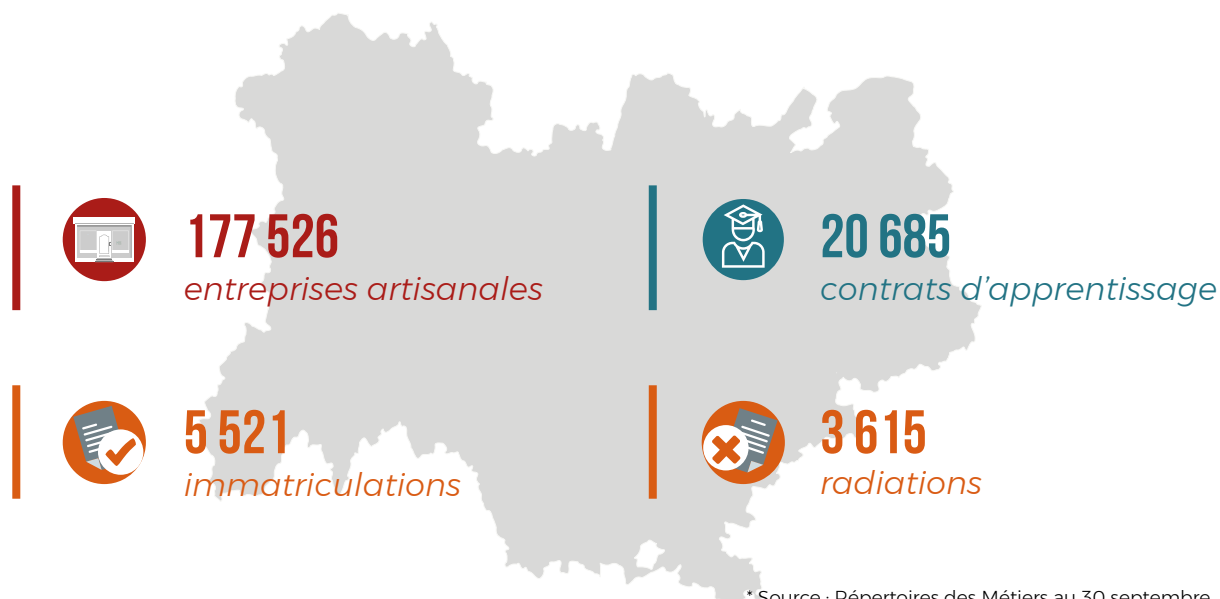 177 526
entreprises artisanales
20 685
contrats d'apprentissage
5 521
immatriculations
3 615
radiations
* Source : Répertoires des Métiers au 30 septembre